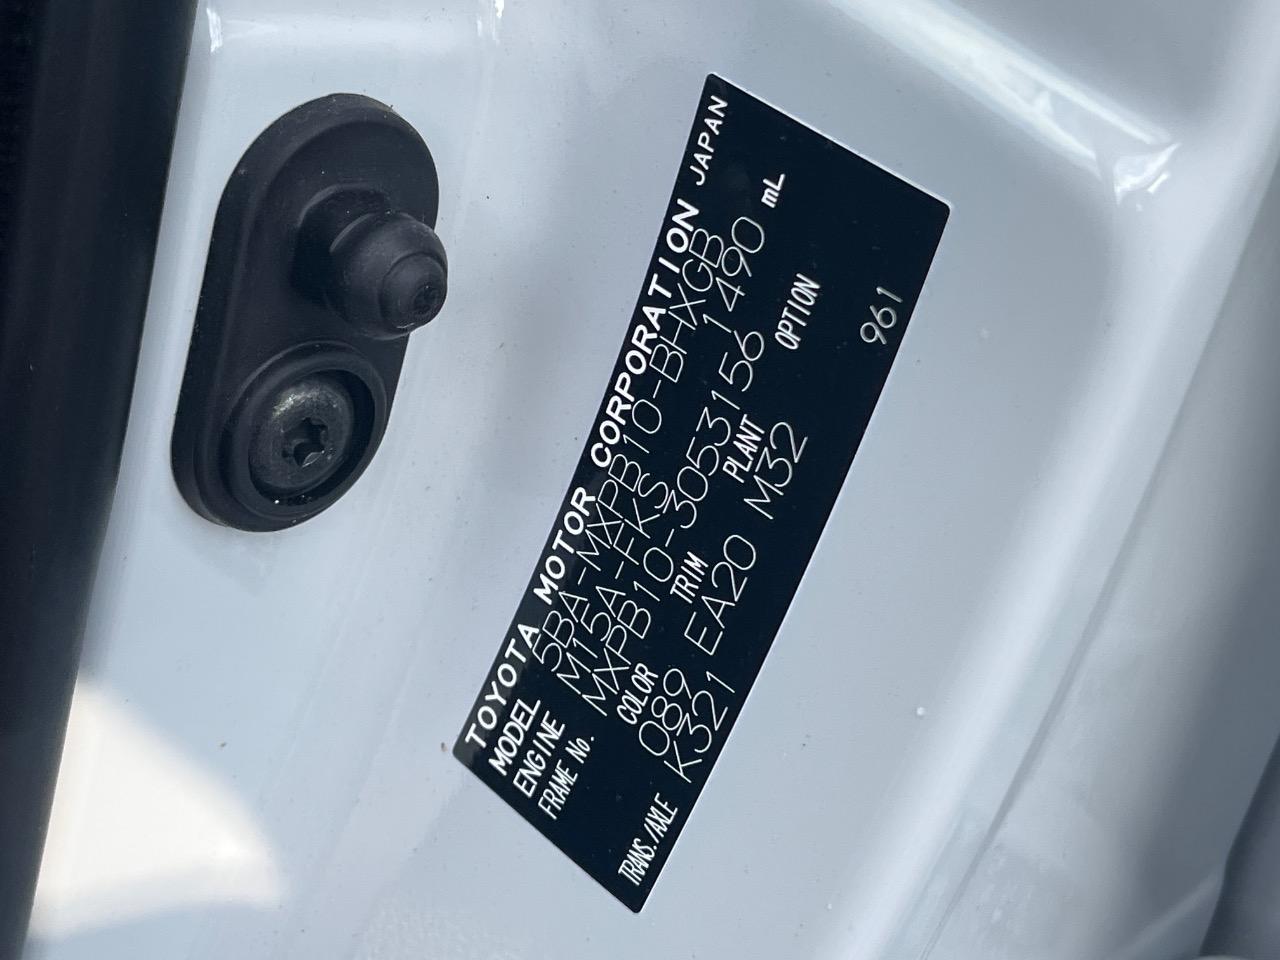 TOYOTA MOTOR CORPORATION JAPAN
MODEL 5BA-MXPB10-BHXGB
ENGINE M15A-FKS 1490 mL
FRAME No. MXPB10-3053156
COLOR TRIM PLANT OPTION
089 EA20 M32 961
TRANS./AXLE K321